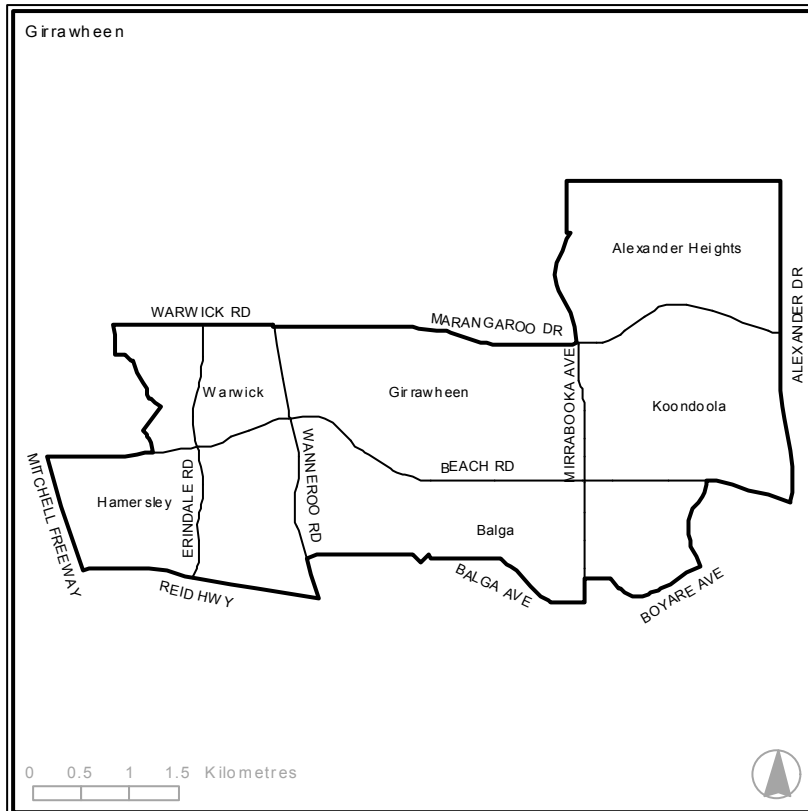 Girrawheen
Alexander Heights
ALEXANDER DR
WARWICK RD
MARANGAROO DR
MIRRABOOKA AVE
Warwick
Girrawheen
Koondoola
WANNEROO RD
BEACH RD
MITCHELL FREEWAY
Hamersley
ERINDALE RD
Balga
REID HWY
BALGA AVE
BOYARE AVE
0 0.5 1 1.5 Kilometres